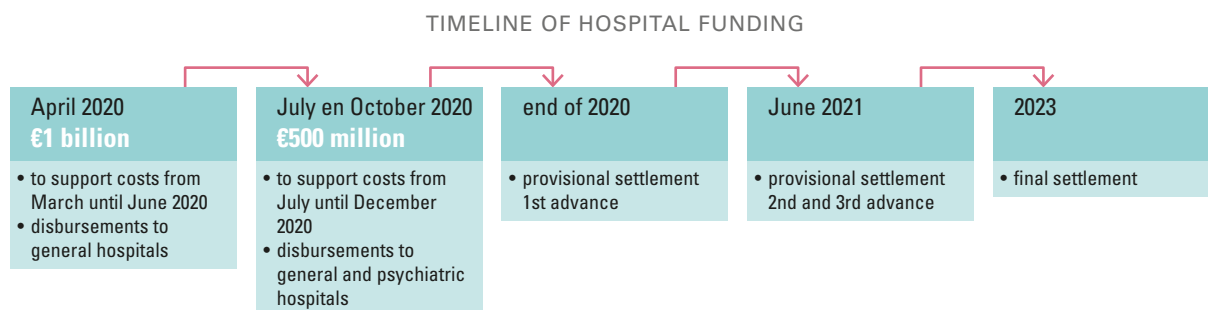 TIMELINE OF HOSPITAL FUNDING
April 2020
€1 billion
• to support costs from
March until June 2020
• disbursements to
general hospitals
July en October 2020
€500 million
• to support costs from
July until December
2020
• disbursements to
general and psychiatric
hospitals
end of 2020
• provisional settlement
1st advance
June 2021
• provisional settlement
2nd and 3rd advance
2023
• final settlement